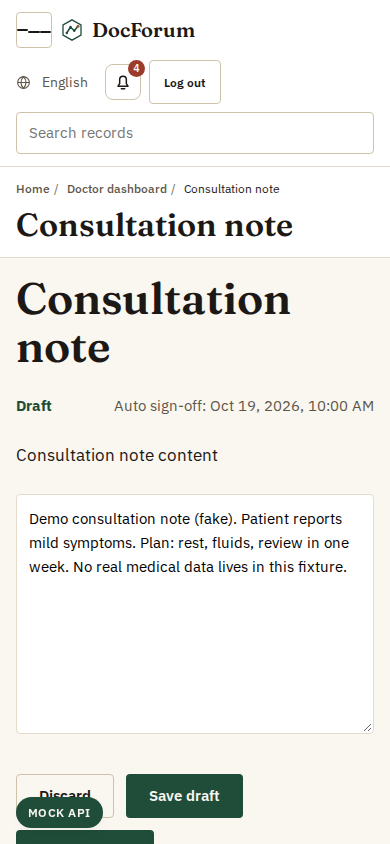 DocForum
English
4
Log out
Search records
Home / Doctor dashboard / Consultation note
Consultation note
Consultation
note
Draft
Auto sign-off: Oct 19, 2026, 10:00 AM
Consultation note content
Demo consultation note (fake). Patient reports
mild symptoms. Plan: rest, fluids, review in one
week. No real medical data lives in this fixture.
Discard
Save draft
MOCK API